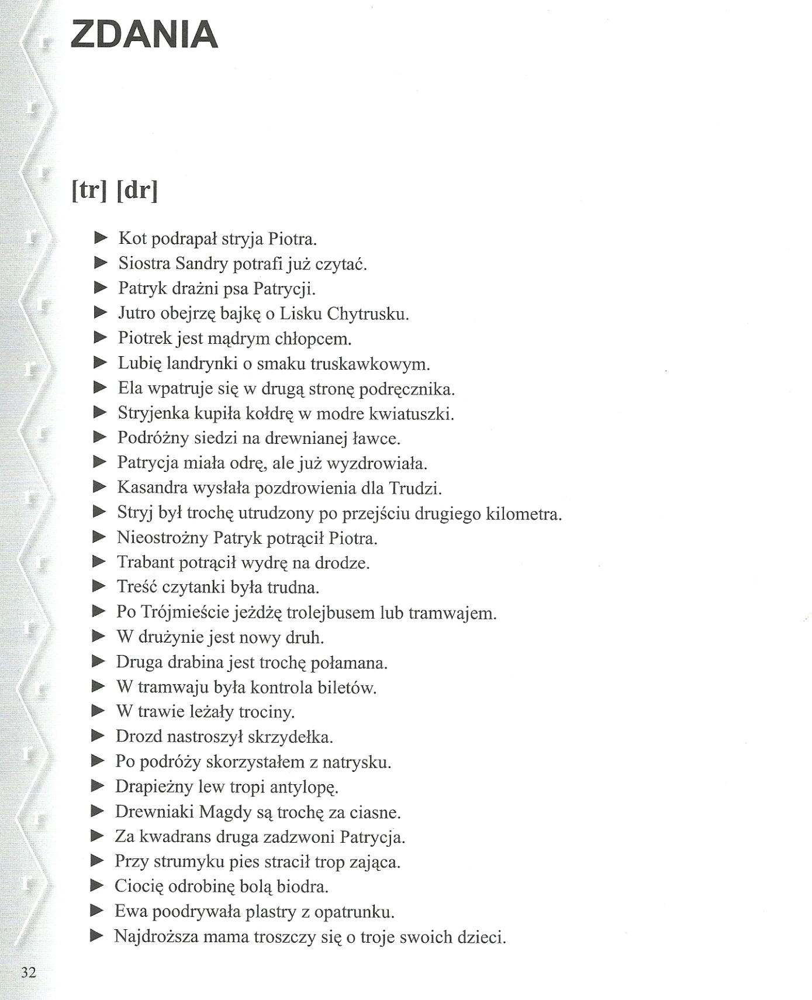 ZDANIA
[tr] [dr]
► Kot podrapał stryja Piotra.
► Siostra Sandry potrafi już czytać.
► Patryk drażni psa Patrycji.
► Jutro obejrzę bajkę o Lisku Chytrusku.
► Piotrek jest mądrym chłopcem.
► Lubię landrynki o smaku truskawkowym.
► Ela wpatruje się w drugą stronę podręcznika.
► Stryjenka kupiła kołdrę w modre kwiatuszki.
► Podróżny siedzi na drewnianej ławce.
► Patrycja miała odrę, ale już wyzdrowiała.
► Kasandra wysłała pozdrowienia dla Trudzi.
► Stryj był trochę utrudzony po przejściu drugiego kilometra.
► Nieostrożny Patryk potrącił Piotra.
► Trabant potrącił wydrę na drodze.
► Treść czytanki była trudna.
► Po Trójmieście jeżdżę trolejbusem lub tramwajem.
► W drużynie jest nowy druh.
► Druga drabina jest trochę połamana.
► W tramwaju była kontrola biletów.
► W trawie leżały trociny.
► Drozd nastroszył skrzydełka.
► Po podróży skorzystałem z natrysku.
► Drapieżny lew tropi antylopę.
► Drewniaki Magdy są trochę za ciasne.
► Za kwadrans druga zadzwoni Patrycja.
► Przy strumyku pies stracił trop zająca.
► Ciocię odrobinę bolą biodra.
► Ewa poodrywała plastry z opatrunku.
► Najdroższa mama troszczy się o troje swoich dzieci.
32
r
r
r
r
r
r
r
r
r
r
r
r
r
r